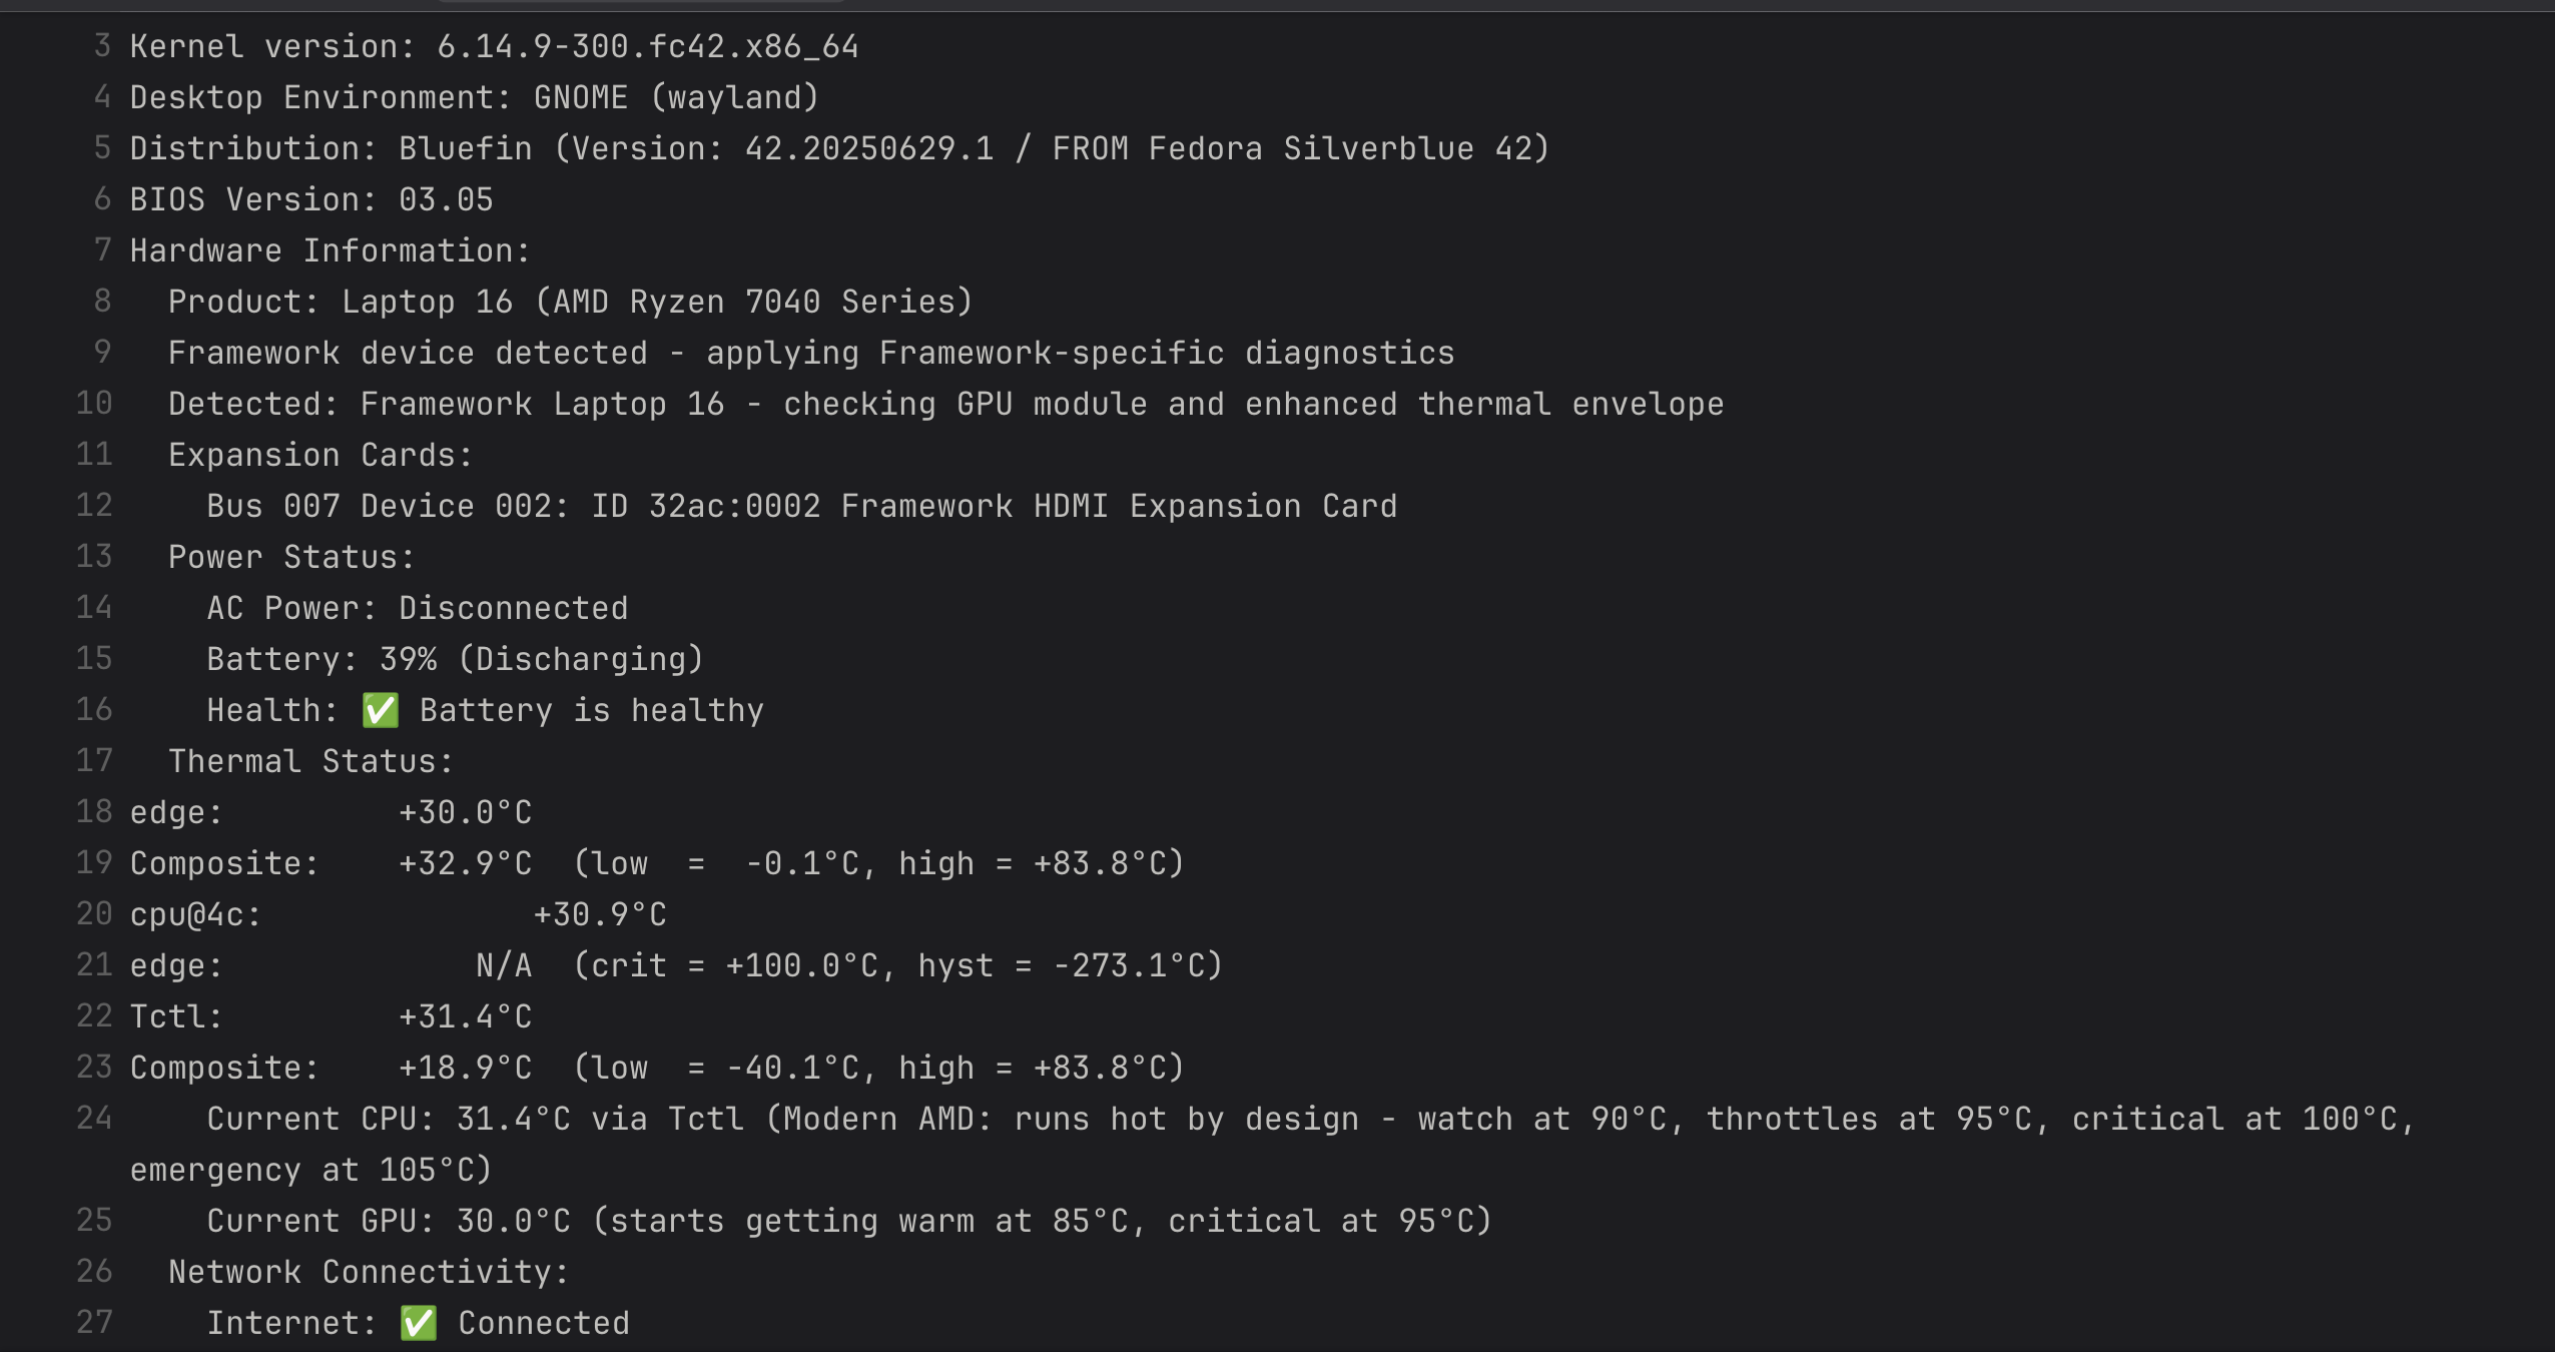 3 Kernel version: 6.14.9-300.fc42.x86_64
4 Desktop Environment: GNOME (wayland)
5 Distribution: Bluefin (Version: 42.20250629.1 / FROM Fedora Silverblue 42)
6 BIOS Version: 03.05
7 Hardware Information:
8   Product: Laptop 16 (AMD Ryzen 7040 Series)
9   Framework device detected - applying Framework-specific diagnostics
10   Detected: Framework Laptop 16 - checking GPU module and enhanced thermal envelope
11   Expansion Cards:
12     Bus 007 Device 002: ID 32ac:0002 Framework HDMI Expansion Card
13   Power Status:
14     AC Power: Disconnected
15     Battery: 39% (Discharging)
16     Health: ✅ Battery is healthy
17   Thermal Status:
18 edge:         +30.0°C
19 Composite:    +32.9°C  (low  =  -0.1°C, high = +83.8°C)
20 cpu@4c:              +30.9°C
21 edge:             N/A  (crit = +100.0°C, hyst = -273.1°C)
22 Tctl:         +31.4°C
23 Composite:    +18.9°C  (low  = -40.1°C, high = +83.8°C)
24     Current CPU: 31.4°C via Tctl (Modern AMD: runs hot by design - watch at 90°C, throttles at 95°C, critical at 100°C,
emergency at 105°C)
25     Current GPU: 30.0°C (starts getting warm at 85°C, critical at 95°C)
26   Network Connectivity:
27     Internet: ✅ Connected